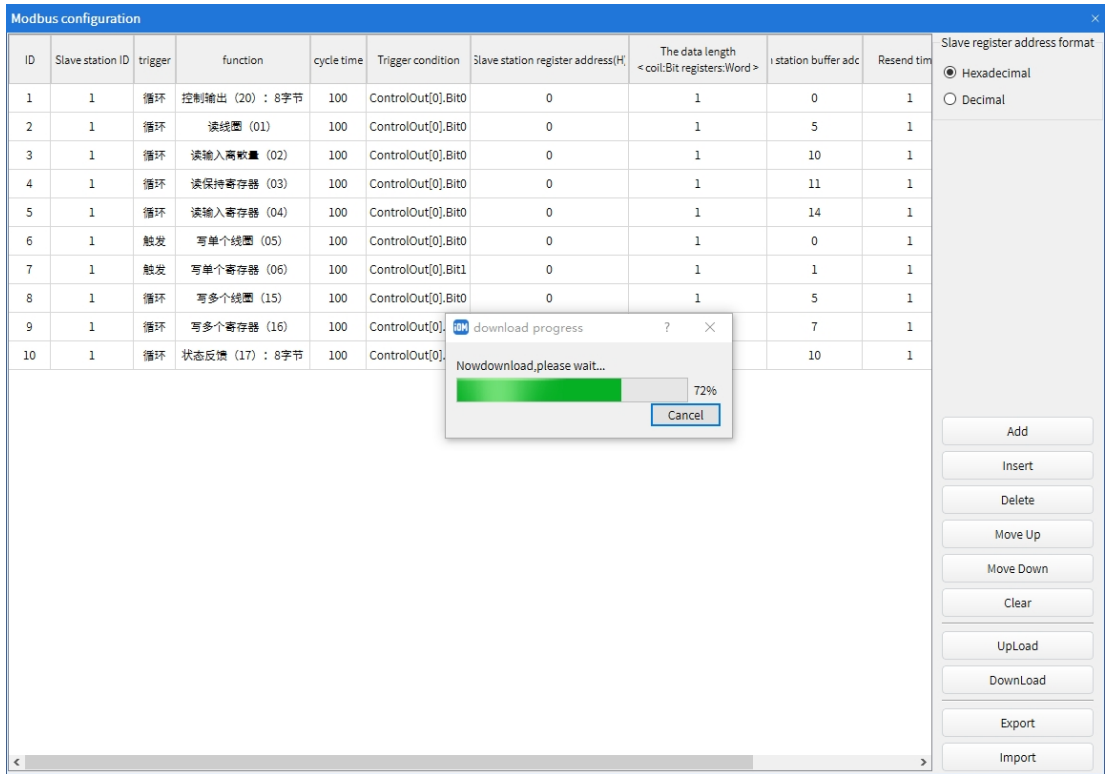 Modbus configuration
Slave register address format
Hexadecimal
Decimal
ID Slave station ID trigger function cycle time Trigger condition Slave station register address(H) The data length
<coil:Bit registers:Word> station buffer adc Resend tim
1 1 循环 控制输出（20）：8字节 100 ControlOut[0].Bit0 0 1 0 1
2 1 循环 读线圈（01） 100 ControlOut[0].Bit0 0 1 5 1
3 1 循环 读输入离散量（02） 100 ControlOut[0].Bit0 0 1 10 1
4 1 循环 读保持寄存器（03） 100 ControlOut[0].Bit0 0 1 11 1
5 1 循环 读输入寄存器（04） 100 ControlOut[0].Bit0 0 1 14 1
6 1 触发 写单个线圈（05） 100 ControlOut[0].Bit0 0 1 0 1
7 1 触发 写单个寄存器（06） 100 ControlOut[0].Bit1 0 1 1 1
8 1 循环 写多个线圈（15） 100 ControlOut[0].Bit0 0 1 5 1
9 1 循环 写多个寄存器（16） 100 ControlOut[0]. 7 1
10 1 循环 状态反馈（17）：8字节 100 ControlOut[0]. 10 1
download progress ?
Nowdownload,please wait...
72%
Cancel
Add
Insert
Delete
Move Up
Move Down
Clear
UpLoad
DownLoad
Export
Import